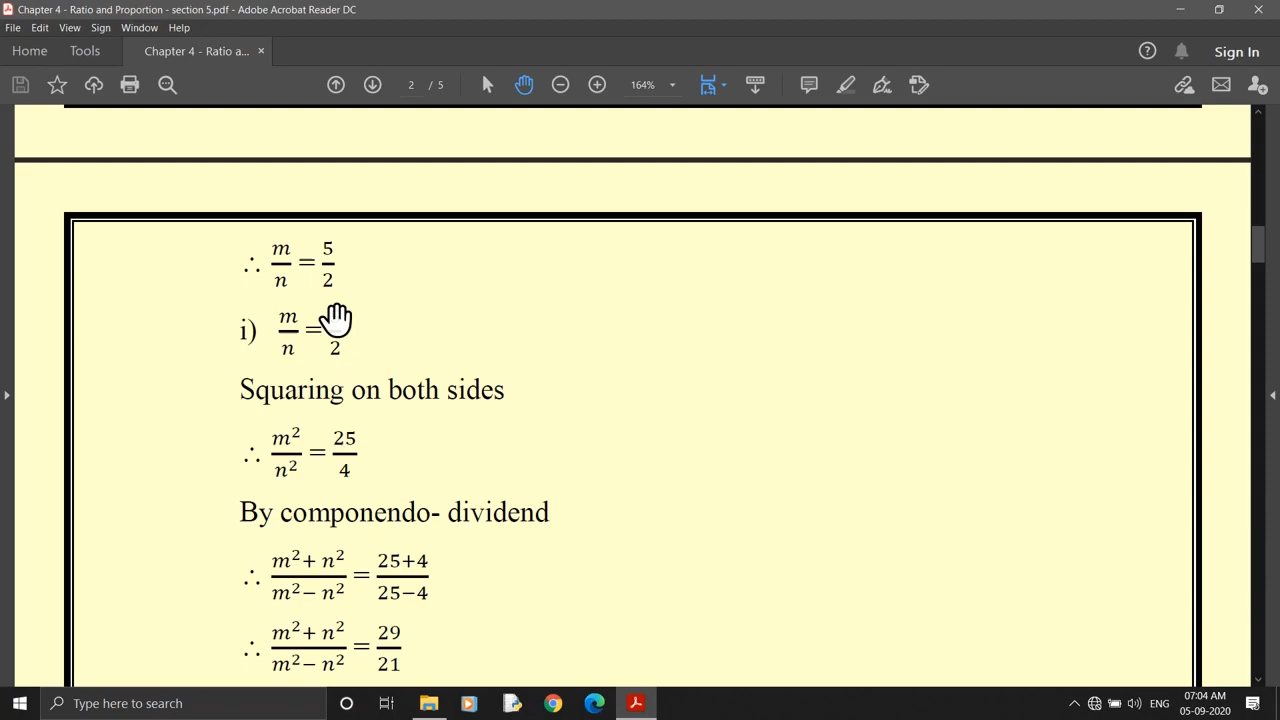 Chapter 4 - Ratio and Proportion - section 5.pdf - Adobe Acrobat Reader DC
File Edit View Sign Window Help
Home Tools Chapter 4 - Ratio a... × Sign In
2 / 5 164%
∴ m/n = 5/2
i) m/n = /2
Squaring on both sides
∴ m²/n² = 25/4
By componendo- dividend
∴ m²+ n²/m²− n² = 25+4/25−4
∴ m²+ n²/m²− n² = 29/21
Type here to search
ENG
07:04 AM
05-09-2020